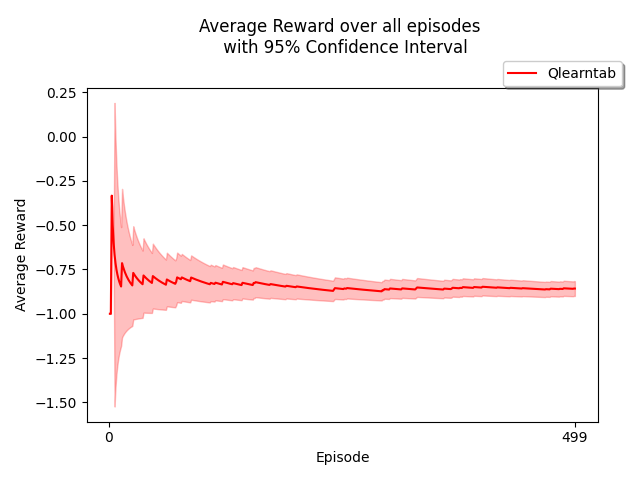 Average Reward over all episodes
with 95% Confidence Interval
Qlearntab
0.25
0.00
−0.25
−0.50
−0.75
−1.00
−1.25
−1.50
Average Reward
0
499
Episode